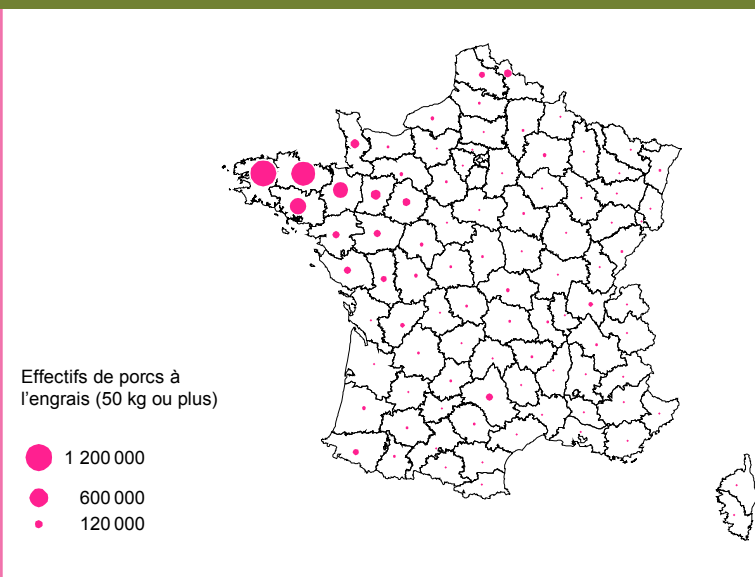 Effectifs de porcs à
l'engrais (50 kg ou plus)
1 200 000
600 000
120 000